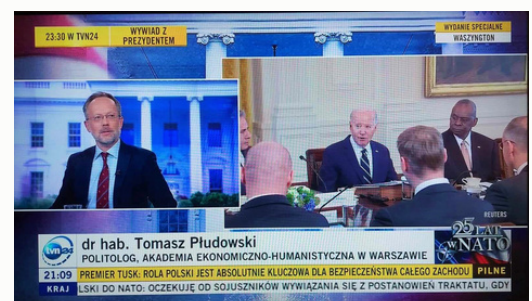 23:30 W TVN24
WYWIAD Z
PREZYDENTEM
WYDANIE SPECJALNE
WASZYNGTON
REUTERS
25 LAT
W NATO
tvn24
dr hab. Tomasz Płudowski
POLITOLOG, AKADEMIA EKONOMICZNO-HUMANISTYCZNA W WARSZAWIE
21:09
PREMIER TUSK: ROLA POLSKI JEST ABSOLUTNIE KLUCZOWA DLA BEZPIECZEŃSTWA CAŁEGO ZACHODU
PILNE
KRAJ
LSKI DO NATO: OCZEKUJĘ OD SOJUSZNIKÓW WYWIĄZANIA SIĘ Z POSTANOWIEŃ TRAKTATU, GDY